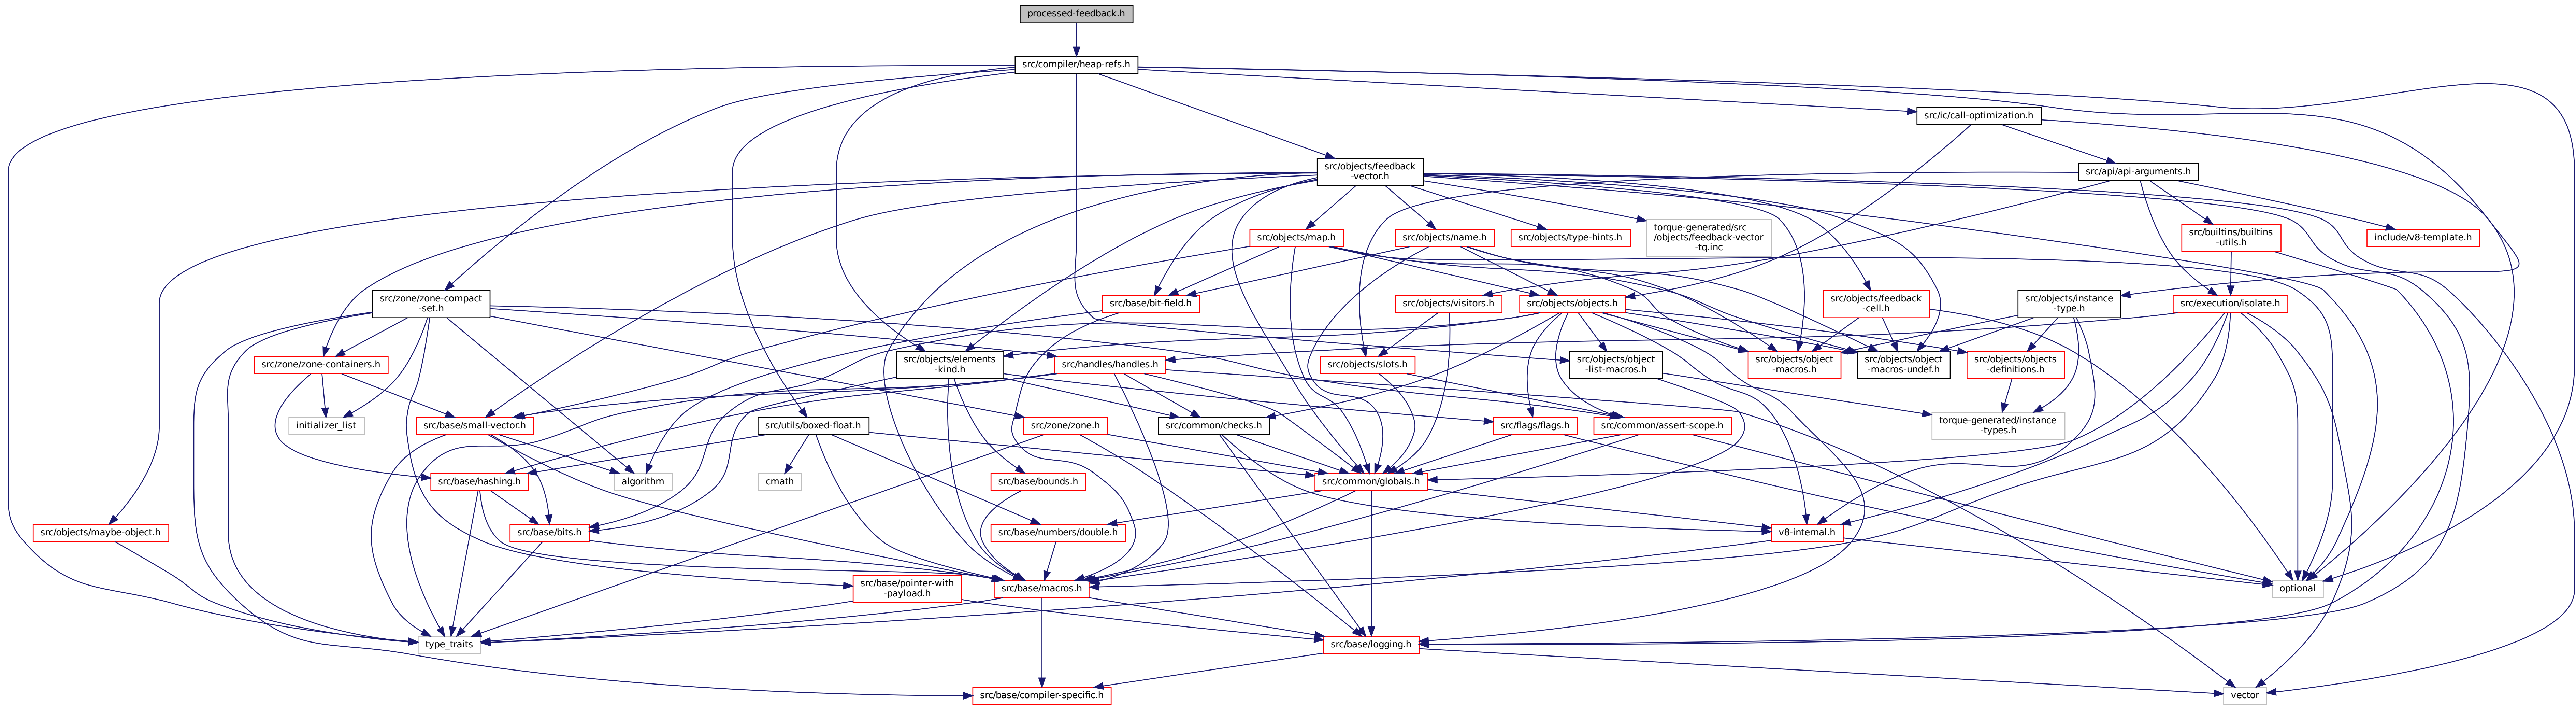 processed-feedback.h
src/compiler/heap-refs.h
src/ic/call-optimization.h
src/objects/feedback
-vector.h
src/api/api-arguments.h
torque-generated/src
/objects/feedback-vector
-tq.inc
src/objects/map.h
src/objects/name.h
src/objects/type-hints.h
src/builtins/builtins
-utils.h
include/v8-template.h
src/zone/zone-compact
-set.h
src/base/bit-field.h
src/objects/visitors.h
src/objects/objects.h
src/objects/feedback
-cell.h
src/objects/instance
-type.h
src/execution/isolate.h
src/zone/zone-containers.h
src/objects/elements
-kind.h
src/handles/handles.h
src/objects/slots.h
src/objects/object
-list-macros.h
src/objects/object
-macros.h
src/objects/object
-macros-undef.h
src/objects/objects
-definitions.h
initializer_list
src/base/small-vector.h
src/utils/boxed-float.h
src/zone/zone.h
src/common/checks.h
src/flags/flags.h
src/common/assert-scope.h
torque-generated/instance
-types.h
src/base/hashing.h
algorithm
cmath
src/base/bounds.h
src/common/globals.h
src/objects/maybe-object.h
src/base/bits.h
src/base/numbers/double.h
v8-internal.h
src/base/pointer-with
-payload.h
src/base/macros.h
optional
type_traits
src/base/logging.h
src/base/compiler-specific.h
vector